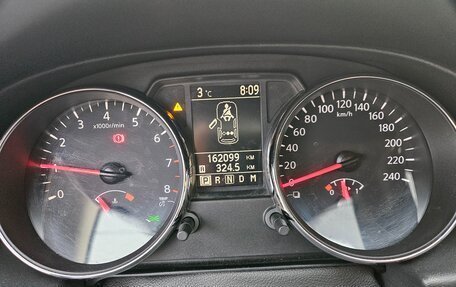 3 °C 8:09
162099 KM
324.5 KM
P R N D M
0 1 2 3 4 5 6 7 8
x1000r/min
0 20 40 60 80 100 120 140 160 180 200 220 240
km/h